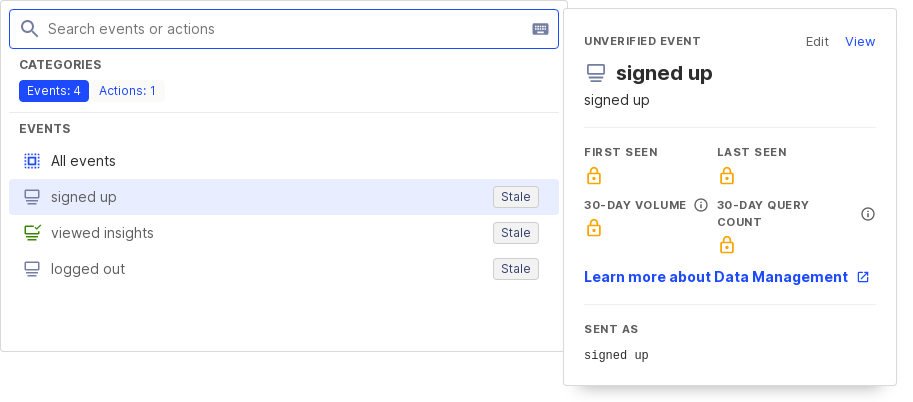 Search events or actions
CATEGORIES
Events: 4 Actions: 1
EVENTS
All events
signed up Stale
viewed insights Stale
logged out Stale
UNVERIFIED EVENT Edit View
signed up
signed up
FIRST SEEN LAST SEEN
30-DAY VOLUME 30-DAY QUERY
COUNT
Learn more about Data Management
SENT AS
signed up